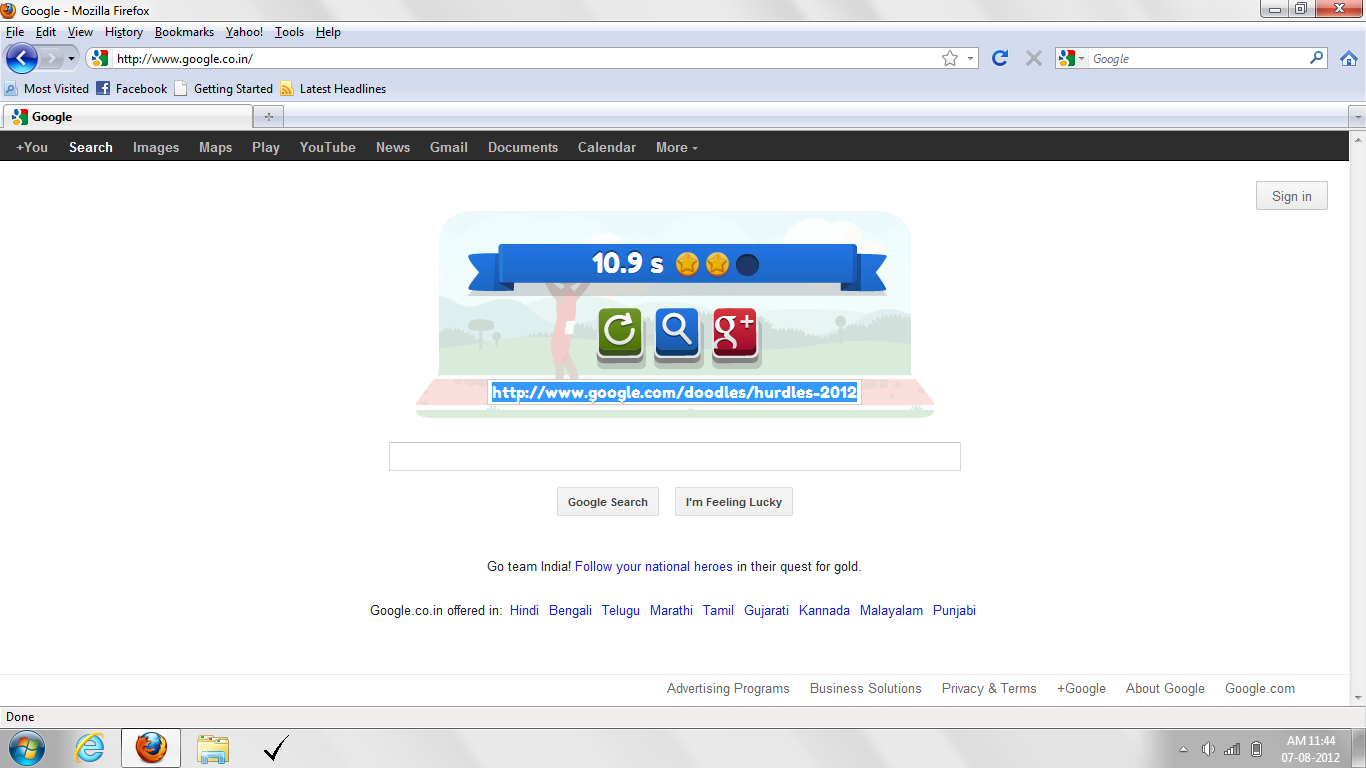 Google - Mozilla Firefox
File Edit View History Bookmarks Yahoo! Tools Help
http://www.google.co.in/ Google
Most Visited Facebook Getting Started Latest Headlines
Google
+You Search Images Maps Play YouTube News Gmail Documents Calendar More
Sign in
10.9 s
g+
http://www.google.com/doodles/hurdles-2012
Google Search I'm Feeling Lucky
Go team India! Follow your national heroes in their quest for gold.
Google.co.in offered in: Hindi Bengali Telugu Marathi Tamil Gujarati Kannada Malayalam Punjabi
Advertising Programs Business Solutions Privacy & Terms +Google About Google Google.com
Done
AM 11:44
07-08-2012